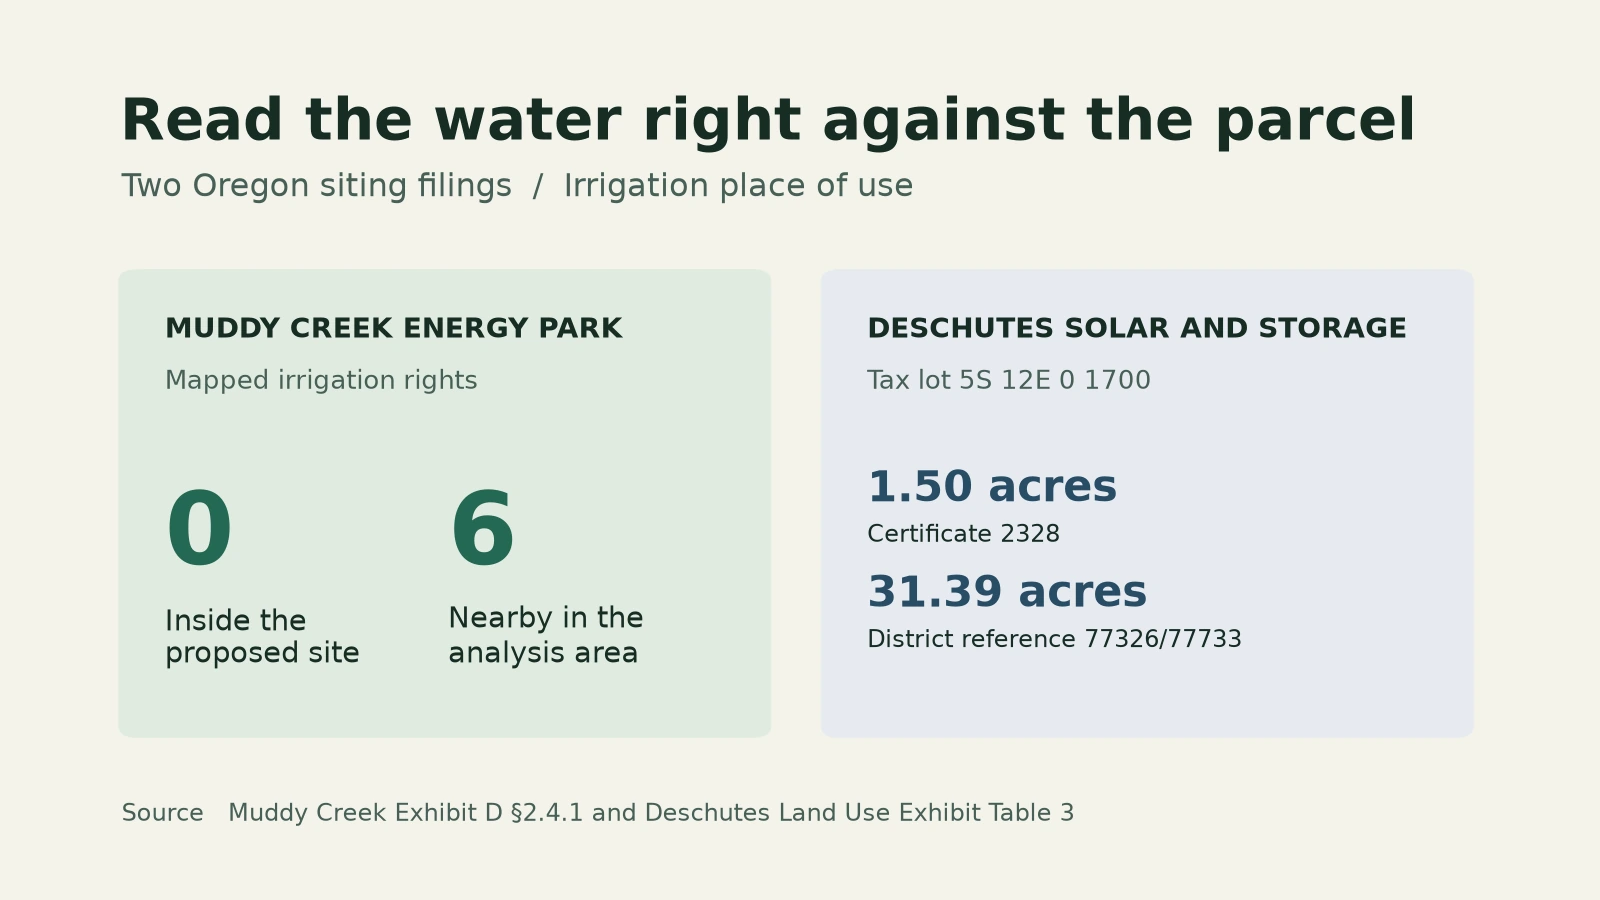 Read the water right against the parcel
Two Oregon siting filings / Irrigation place of use
MUDDY CREEK ENERGY PARK
Mapped irrigation rights
0
Inside the
proposed site
6
Nearby in the
analysis area
DESCHUTES SOLAR AND STORAGE
Tax lot 5S 12E 0 1700
1.50 acres
Certificate 2328
31.39 acres
District reference 77326/77733
Source Muddy Creek Exhibit D §2.4.1 and Deschutes Land Use Exhibit Table 3